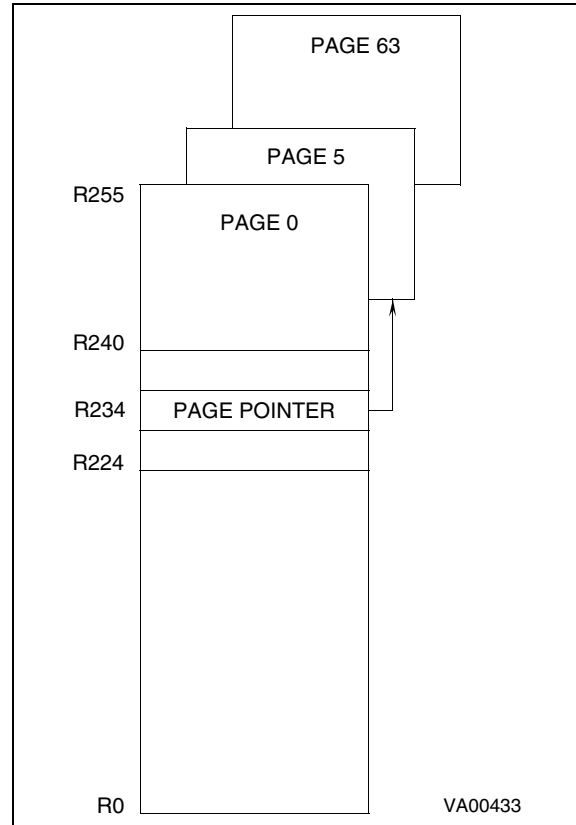 PAGE 63
PAGE 5
R255
PAGE 0
R240
R234 PAGE POINTER
R224
R0
VA00433